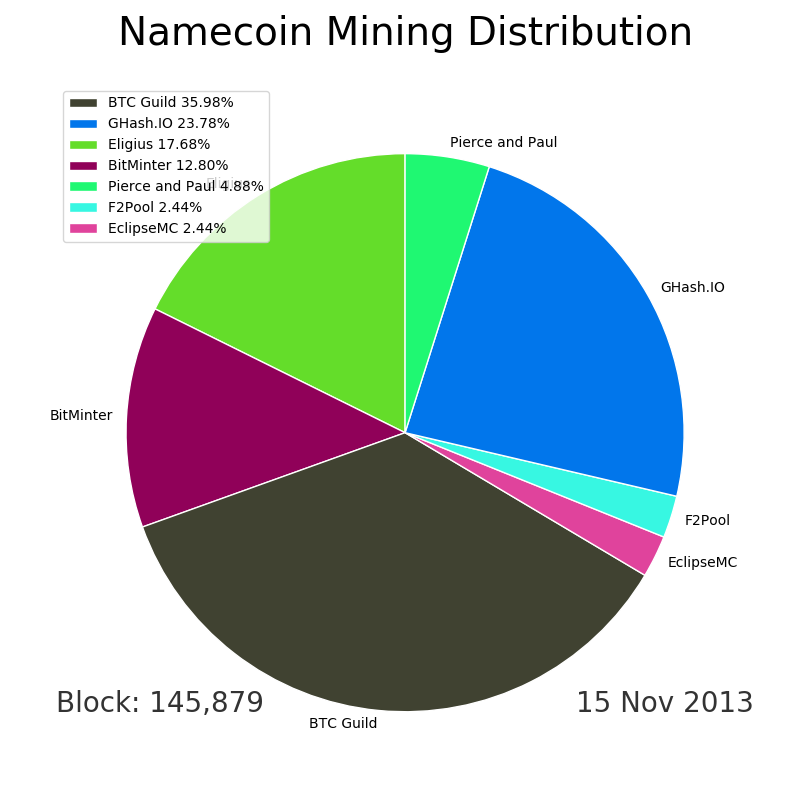 Namecoin Mining Distribution
BTC Guild 35.98%
GHash.IO 23.78%
Eligius 17.68%
BitMinter 12.80%
Pierce and Paul 4.88%
F2Pool 2.44%
EclipseMC 2.44%
Pierce and Paul
Eligius
GHash.IO
BitMinter
F2Pool
EclipseMC
Block: 145,879
15 Nov 2013
BTC Guild